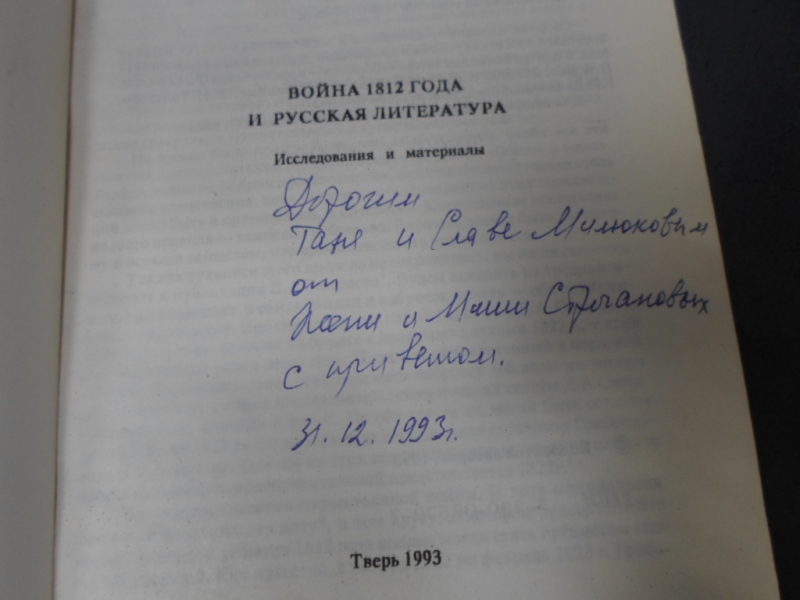 ВОЙНА 1812 ГОДА
И РУССКАЯ ЛИТЕРАТУРА
Исследования и материалы
Дорогим
Тане и Славе Милюковым
от
и Маши Строгановых
с приветом.
31.12.1993г.
Тверь 1993